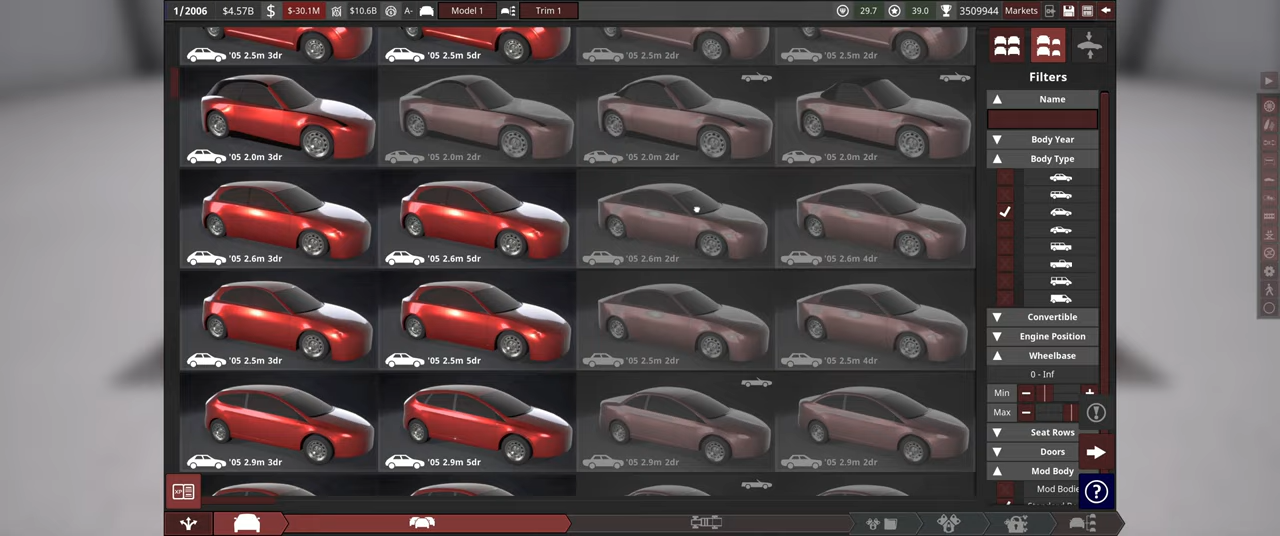 1/2006 $4.57B $-30.1M $10.6B A- Model 1 Trim 1 29.7 39.0 3509944 Markets
'05 2.5m 3dr '05 2.5m 5dr '05 2.5m 2dr '05 2.5m 2dr
Filters
Name
'05 2.0m 3dr '05 2.0m 2dr '05 2.0m 2dr '05 2.0m 2dr
Body Year
Body Type
'05 2.6m 3dr '05 2.6m 5dr '05 2.6m 2dr '05 2.6m 4dr
Convertible
Engine Position
Wheelbase
'05 2.5m 3dr '05 2.5m 5dr '05 2.5m 2dr '05 2.5m 4dr
0 - Inf
Min
Max
Seat Rows
Doors
'05 2.9m 3dr '05 2.9m 5dr '05 2.9m 2dr '05 2.9m 2dr
Mod Body
Mod Bodie
XP